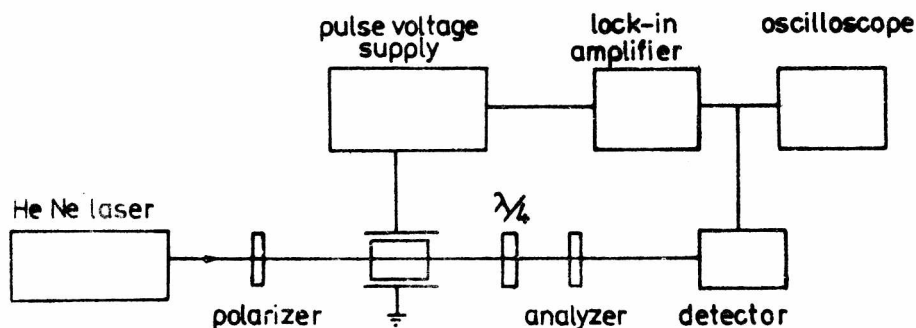 pulse voltage
supply
lock-in
amplifier
oscilloscope
He Ne laser
λ/4
polarizer
analyzer
detector